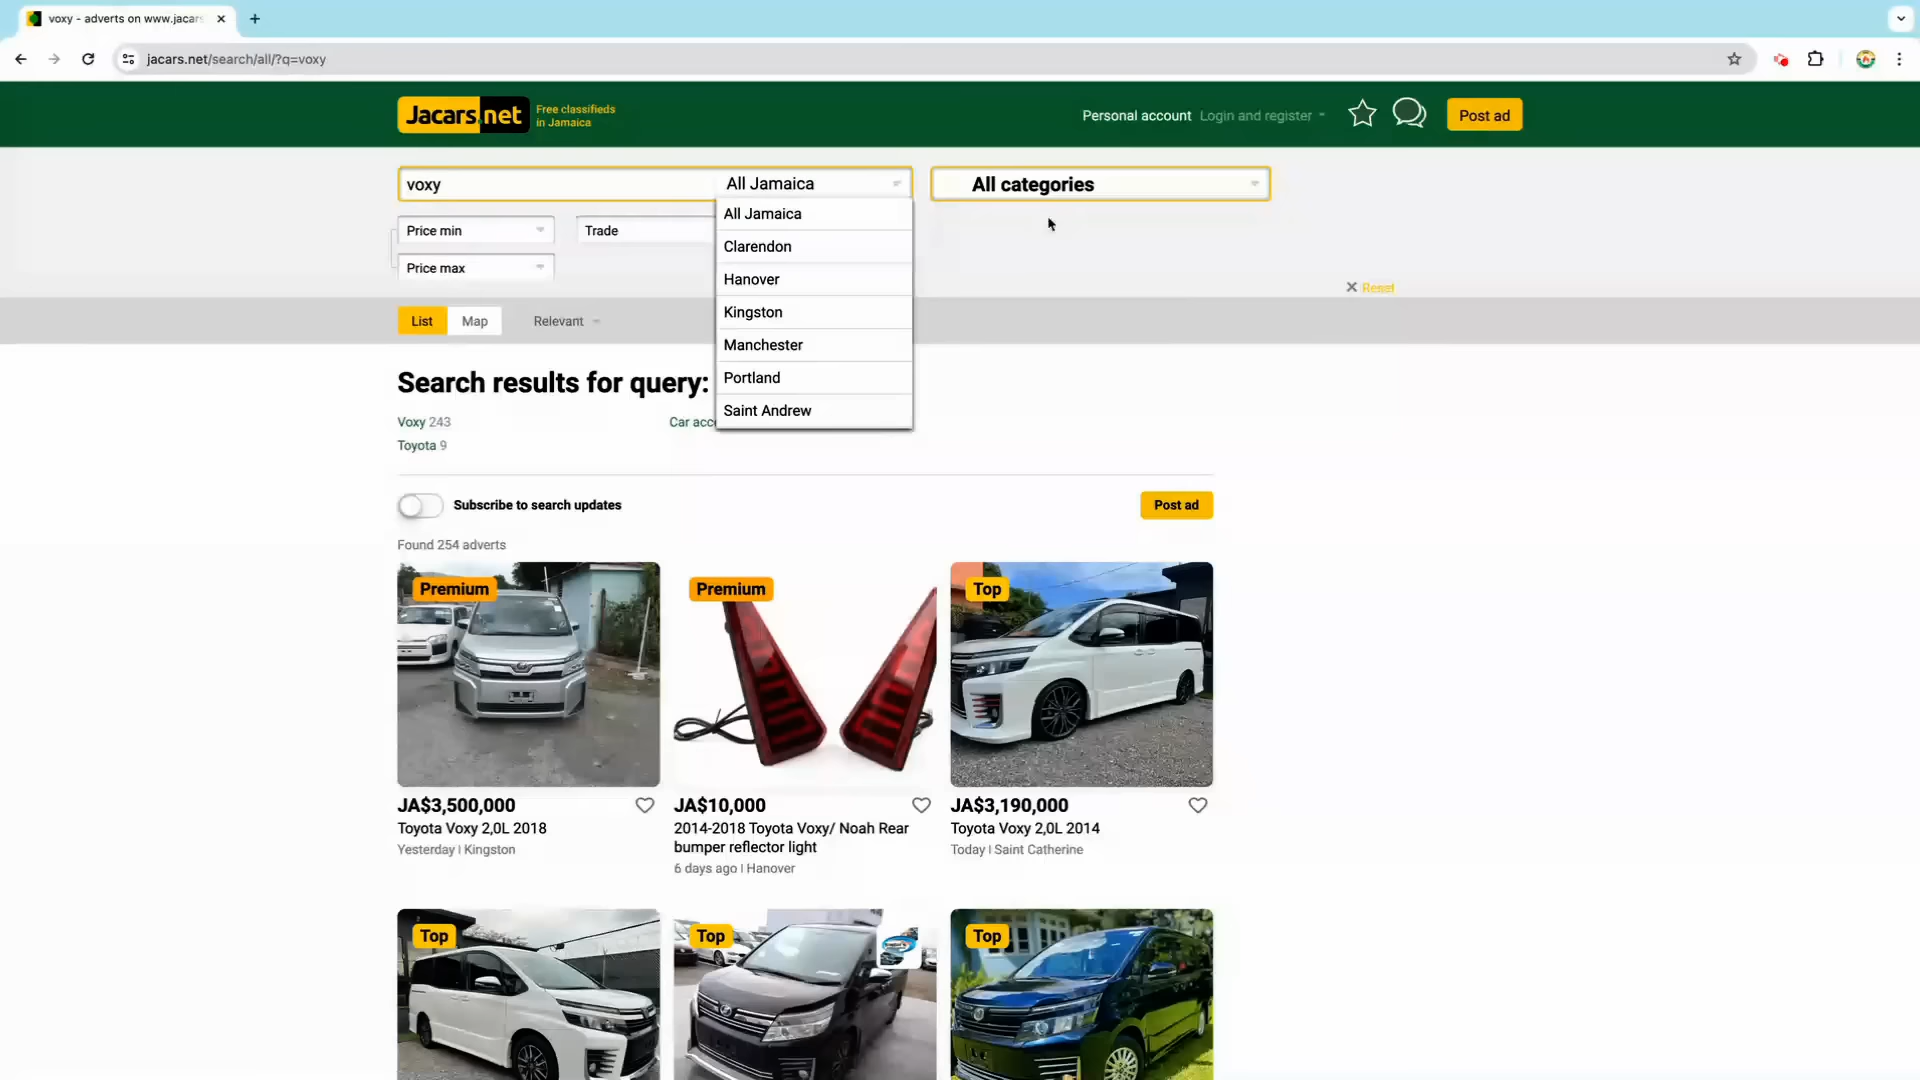 voxy - adverts on www.jacars
jacars.net/search/all/?q=voxy
Jacars.net
Free classifieds
in Jamaica
Personal account
Login and register
Post ad
voxy
All Jamaica
All categories
All Jamaica
Clarendon
Hanover
Kingston
Manchester
Portland
Saint Andrew
Price min
Trade
Price max
Reset
List
Map
Relevant
Search results for query:
Voxy 243
Car acc
Toyota 9
Subscribe to search updates
Post ad
Found 254 adverts
Premium
Premium
Top
JA$3,500,000
Toyota Voxy 2,0L 2018
Yesterday | Kingston
JA$10,000
2014-2018 Toyota Voxy/ Noah Rear
bumper reflector light
6 days ago | Hanover
JA$3,190,000
Toyota Voxy 2,0L 2014
Today | Saint Catherine
Top
Top
Top